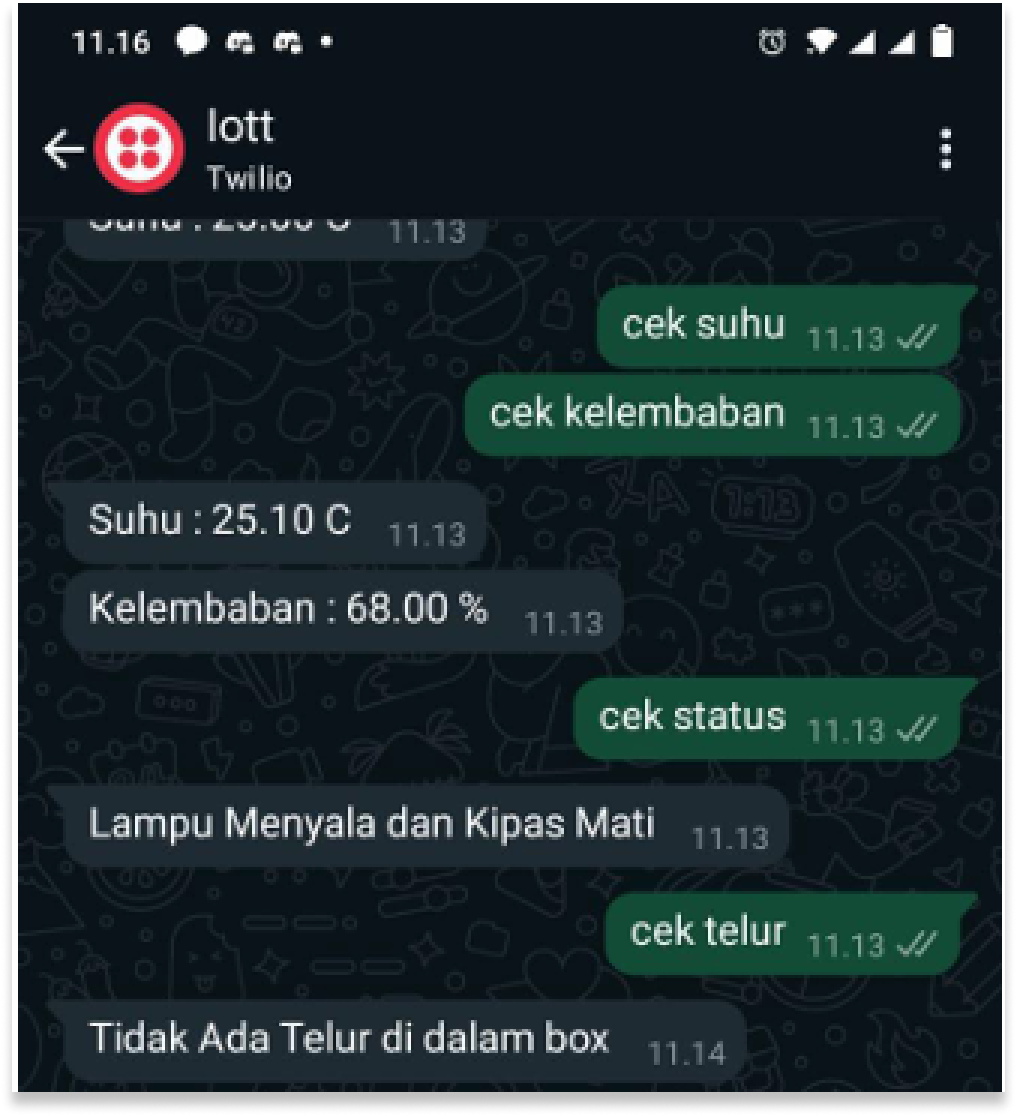 11.16
Iott
Twilio
11.13
cek suhu 11.13
cek kelembaban 11.13
Suhu : 25.10 C 11.13
Kelembaban : 68.00 % 11.13
cek status 11.13
Lampu Menyala dan Kipas Mati 11.13
cek telur 11.13
Tidak Ada Telur di dalam box 11.14